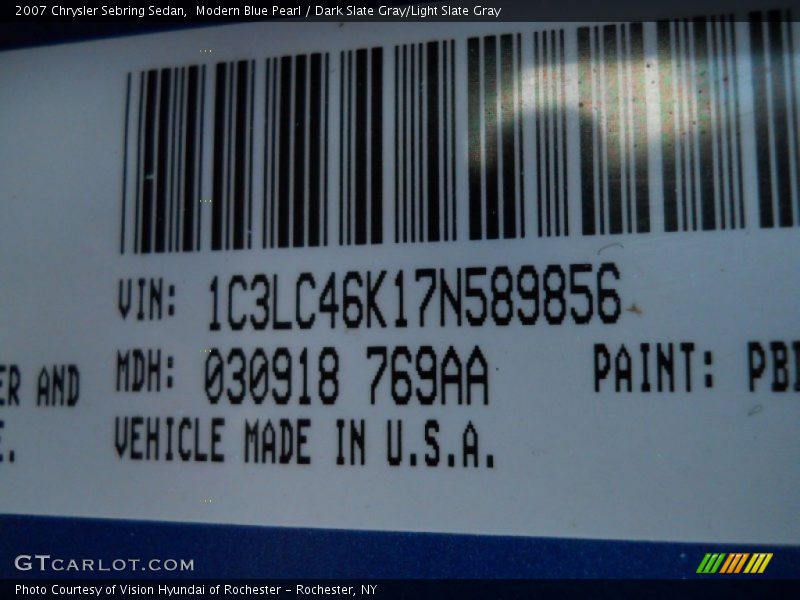 2007 Chrysler Sebring Sedan, Modern Blue Pearl / Dark Slate Gray/Light Slate Gray
VIN: 1C3LC46K17N589856
ER AND MDH: 030918 769AA PAINT: PB
E. VEHICLE MADE IN U.S.A.
GTCARLOT.COM
Photo Courtesy of Vision Hyundai of Rochester - Rochester, NY